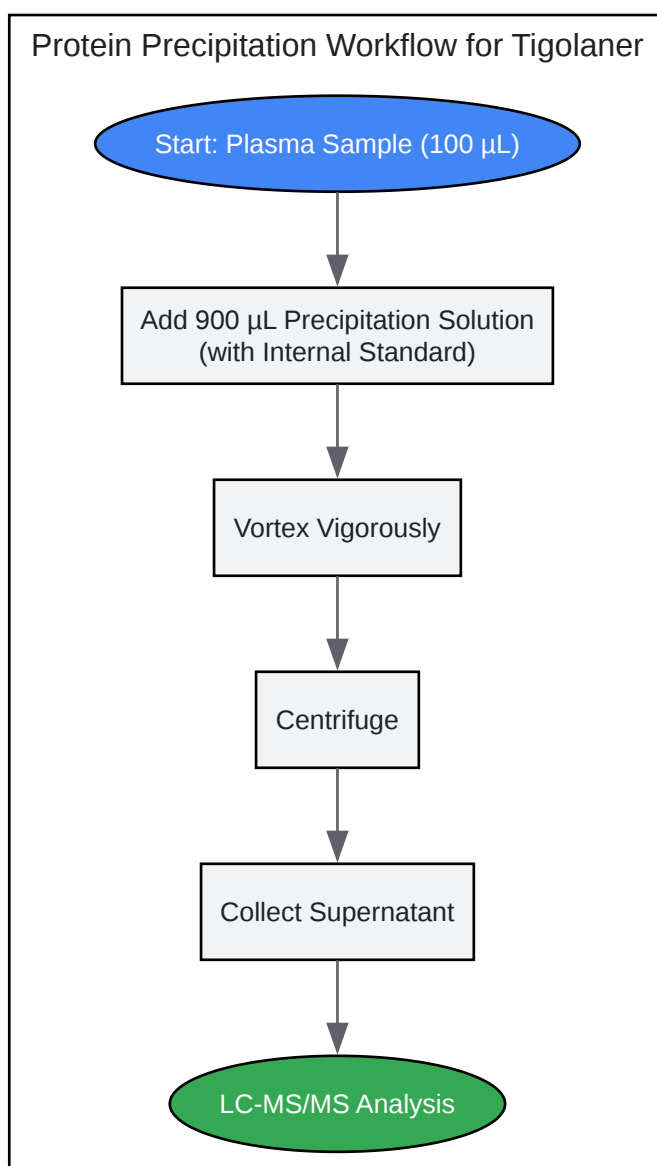 Protein Precipitation Workflow for Tigolaner
Start: Plasma Sample (100 µL)
Add 900 µL Precipitation Solution
(with Internal Standard)
Vortex Vigorously
Centrifuge
Collect Supernatant
LC-MS/MS Analysis